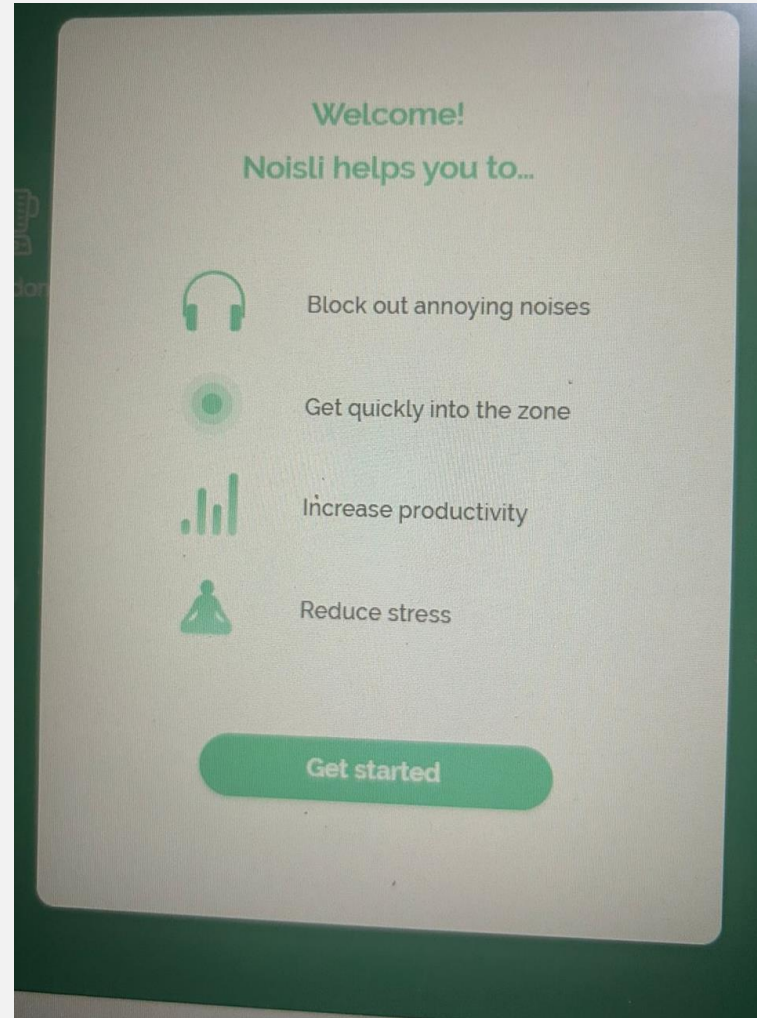 Welcome!
Noisli helps you to...
Block out annoying noises
Get quickly into the zone
Increase productivity
Reduce stress
Get started